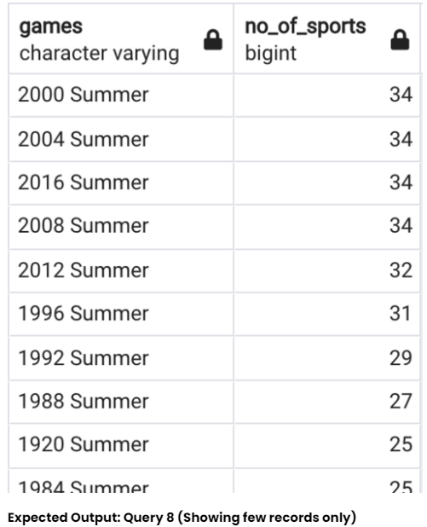 games no_of_sports
character varying bigint
2000 Summer 34
2004 Summer 34
2016 Summer 34
2008 Summer 34
2012 Summer 32
1996 Summer 31
1992 Summer 29
1988 Summer 27
1920 Summer 25
1984 Summer 25
Expected Output: Query 8 (Showing few records only)